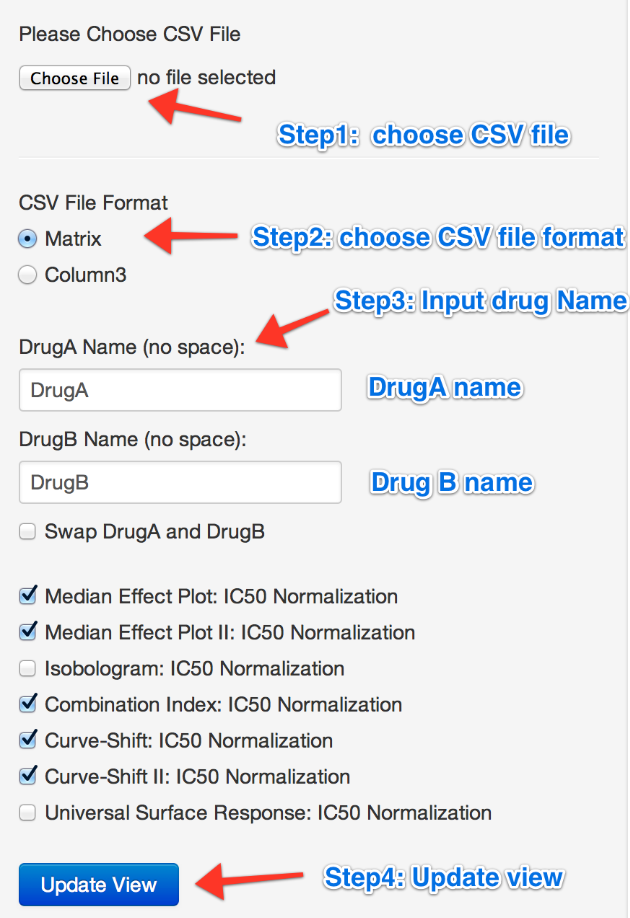 Please Choose CSV File
Choose File no file selected
Step1: choose CSV file
CSV File Format
Matrix
Step2: choose CSV file format
Column3
Step3: Input drug Name
DrugA Name (no space):
DrugA
DrugA name
DrugB Name (no space):
DrugB
Drug B name
Swap DrugA and DrugB
Median Effect Plot: IC50 Normalization
Median Effect Plot II: IC50 Normalization
Isobologram: IC50 Normalization
Combination Index: IC50 Normalization
Curve-Shift: IC50 Normalization
Curve-Shift II: IC50 Normalization
Universal Surface Response: IC50 Normalization
Update View
Step4: Update view